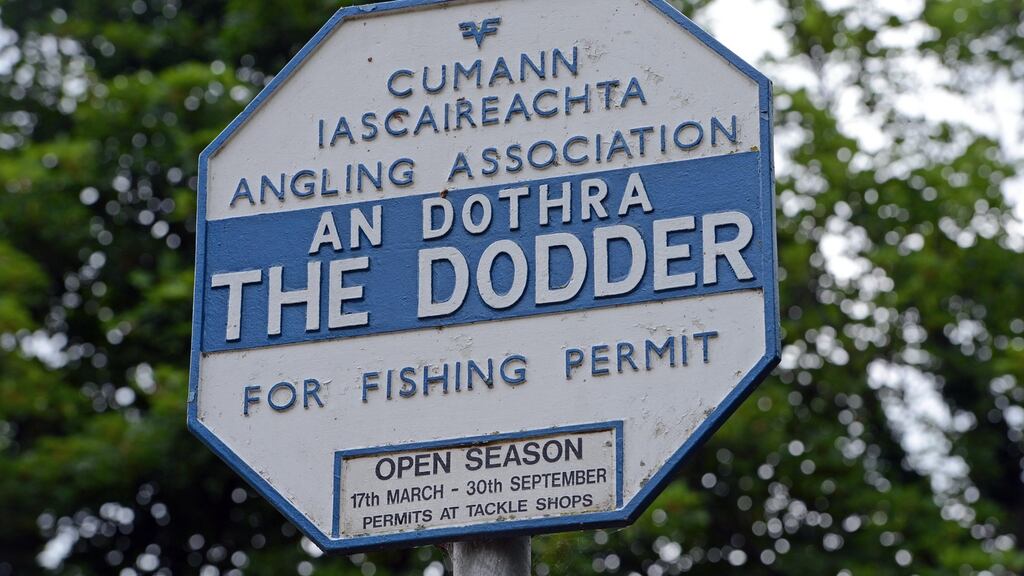 CUMANN
IASCAIREACHTA
ANGLING ASSOCIATION
AN DOTHRA
THE DODDER
FOR FISHING PERMIT
OPEN SEASON
17th MARCH - 30th SEPTEMBER
PERMITS AT TACKLE SHOPS